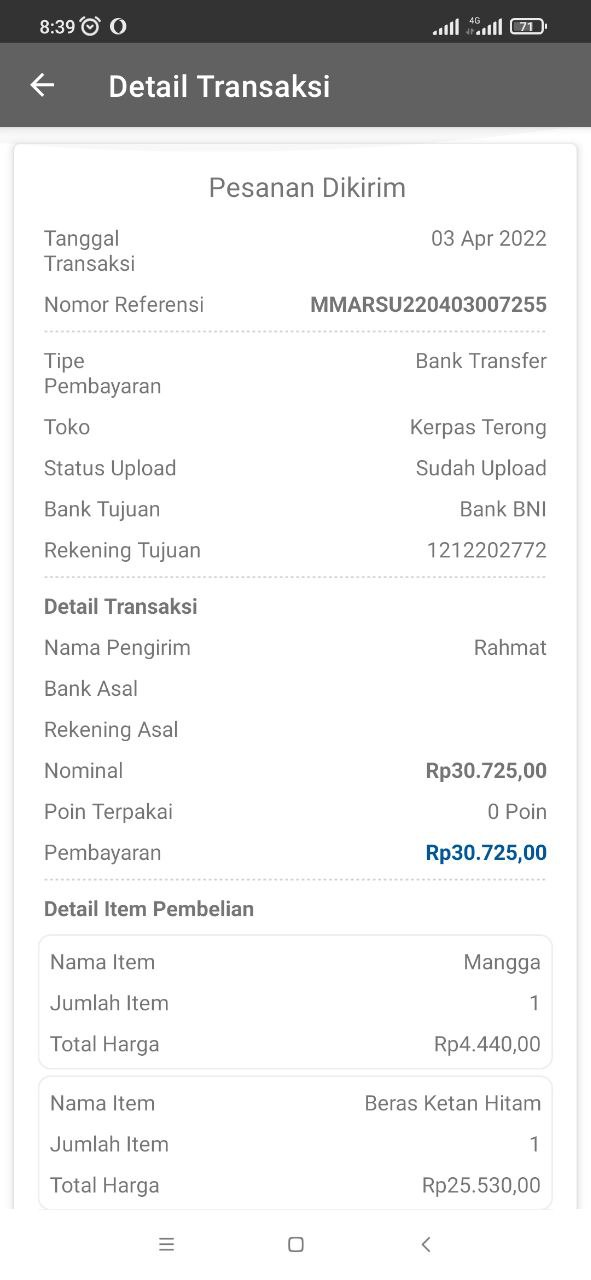 8:39
4G
71
Detail Transaksi
Pesanan Dikirim
Tanggal Transaksi 03 Apr 2022
Nomor Referensi MMARSU220403007255
Tipe Pembayaran Bank Transfer
Toko Kerpas Terong
Status Upload Sudah Upload
Bank Tujuan Bank BNI
Rekening Tujuan 1212202772
Detail Transaksi
Nama Pengirim Rahmat
Bank Asal
Rekening Asal
Nominal Rp30.725,00
Poin Terpakai 0 Poin
Pembayaran Rp30.725,00
Detail Item Pembelian
Nama Item Mangga
Jumlah Item 1
Total Harga Rp4.440,00
Nama Item Beras Ketan Hitam
Jumlah Item 1
Total Harga Rp25.530,00